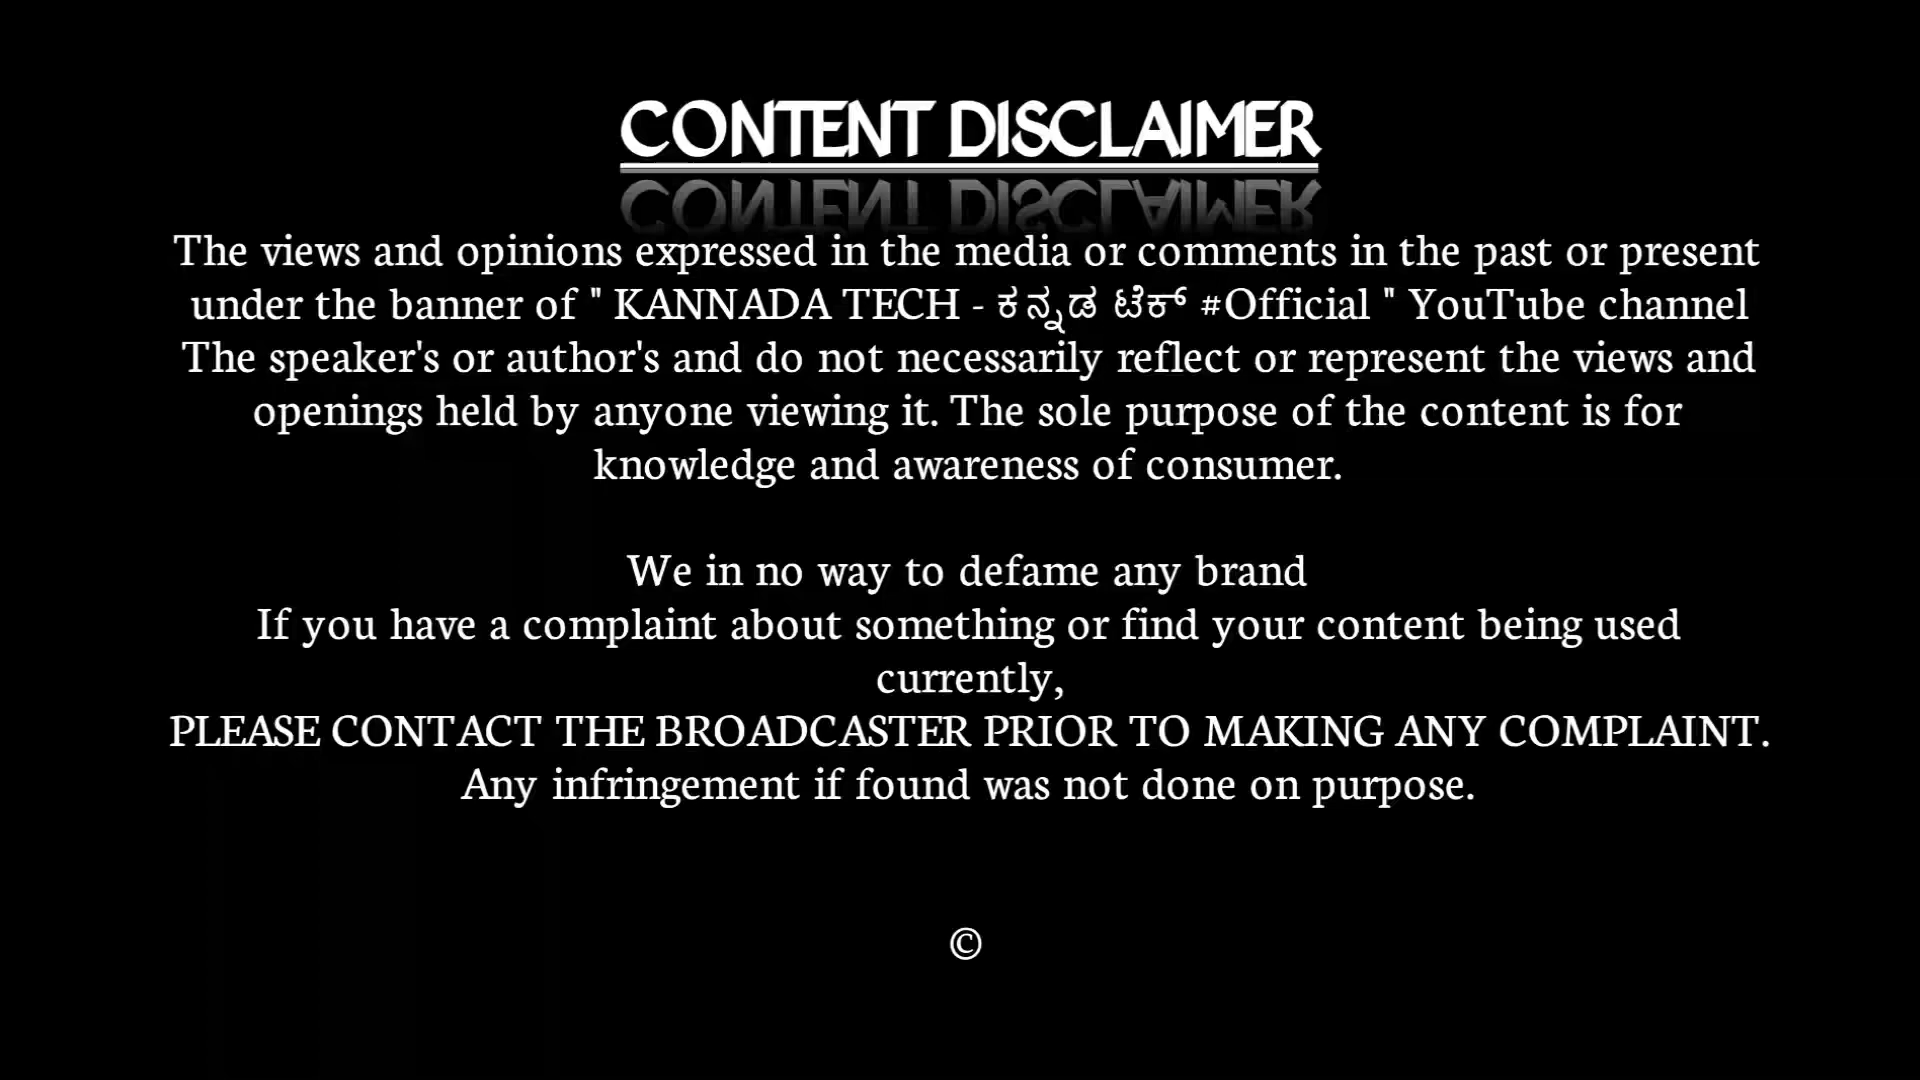 CONTENT DISCLAIMER
The views and opinions expressed in the media or comments in the past or present
under the banner of " KANNADA TECH - ಕನ್ನಡ ಟೆಕ್ #Official " YouTube channel
The speaker's or author's and do not necessarily reflect or represent the views and
openings held by anyone viewing it. The sole purpose of the content is for
knowledge and awareness of consumer.
We in no way to defame any brand
If you have a complaint about something or find your content being used
currently,
PLEASE CONTACT THE BROADCASTER PRIOR TO MAKING ANY COMPLAINT.
Any infringement if found was not done on purpose.
©